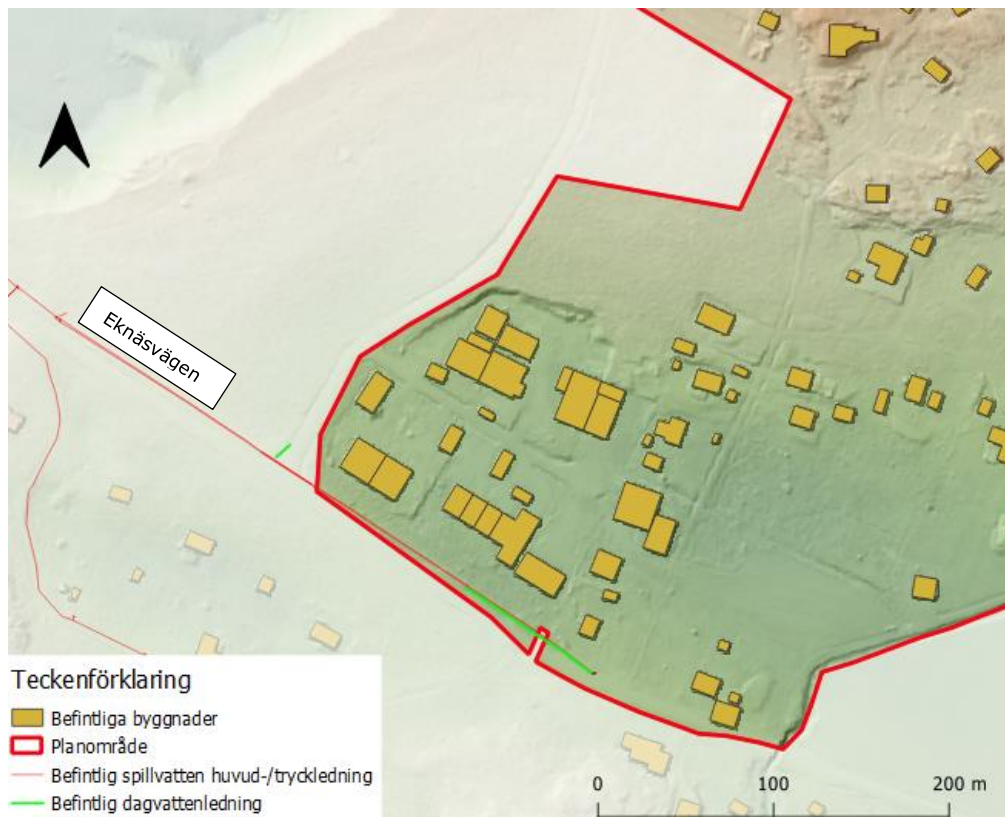 Eknäsvägen
Teckenförklaring
Befintliga byggnader
Planområde
Befintlig spillvatten huvud-/tryckledning
Befintlig dagvattenledning
0 100 200 m